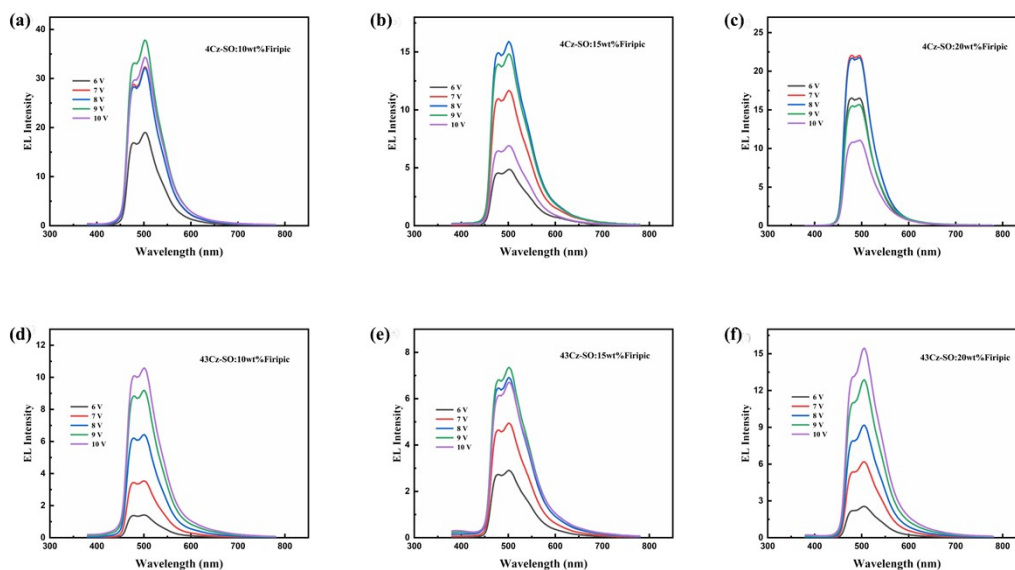 (a)
4Cz-SO:10wt%Firipic
6 V
7 V
8 V
9 V
10 V
EL Intensity
40
30
20
10
0
300 400 500 600 700 800
Wavelength (nm)
(b)
4Cz-SO:15wt%Firipic
6 V
7 V
8 V
9 V
10 V
EL Intensity
15
10
5
0
300 400 500 600 700 800
Wavelength (nm)
(c)
4Cz-SO:20wt%Firipic
6 V
7 V
8 V
9 V
10 V
EL Intensity
25
20
15
10
5
0
300 400 500 600 700 800
Wavelength (nm)
(d)
43Cz-SO:10wt%Firipic
6 V
7 V
8 V
9 V
10 V
EL Intensity
12
10
8
6
4
2
0
300 400 500 600 700 800
Wavelength (nm)
(e)
43Cz-SO:15wt%Firipic
6 V
7 V
8 V
9 V
10 V
EL Intensity
8
6
4
2
0
300 400 500 600 700 800
Wavelength (nm)
(f)
43Cz-SO:20wt%Firipic
6 V
7 V
8 V
9 V
10 V
EL Intensity
15
12
9
6
3
0
300 400 500 600 700 800
Wavelength (nm)